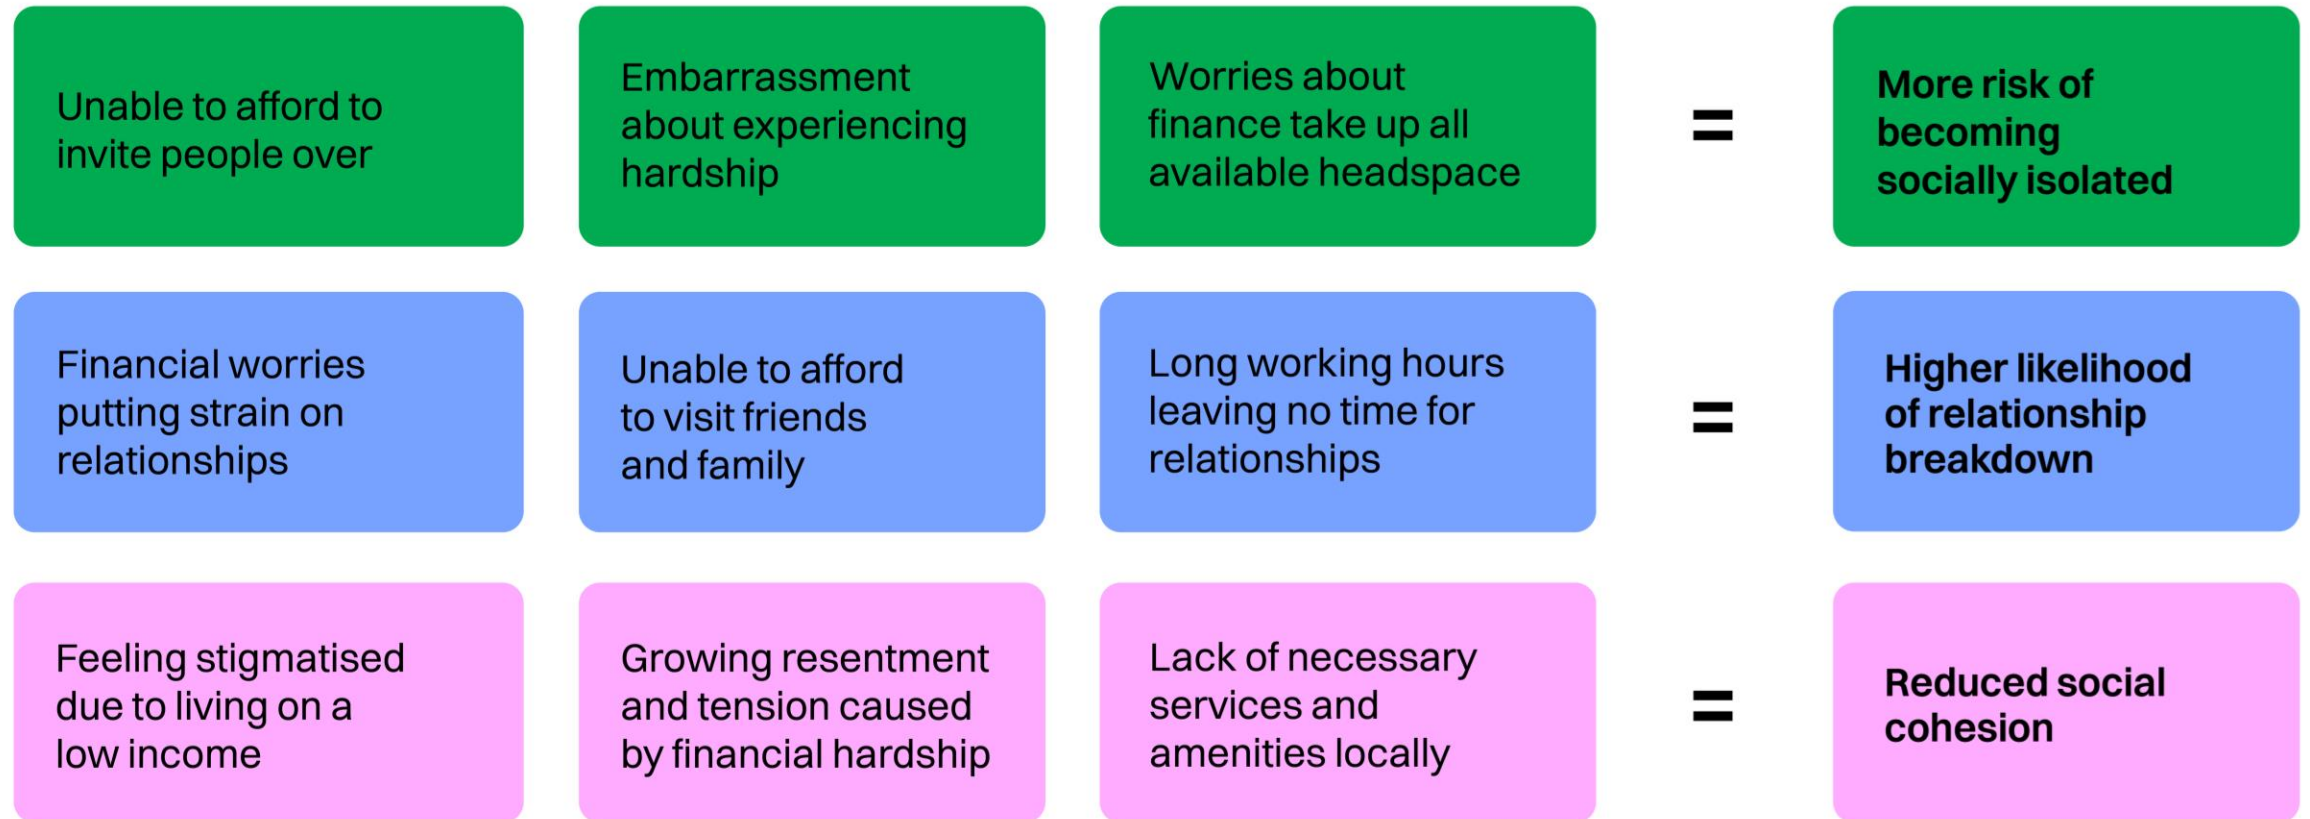 Unable to afford to
invite people over
Embarrassment
about experiencing
hardship
Worries about
finance take up all
available headspace
=
More risk of
becoming
socially isolated
Financial worries
putting strain on
relationships
Unable to afford
to visit friends
and family
Long working hours
leaving no time for
relationships
=
Higher likelihood
of relationship
breakdown
Feeling stigmatised
due to living on a
low income
Growing resentment
and tension caused
by financial hardship
Lack of necessary
services and
amenities locally
=
Reduced social
cohesion